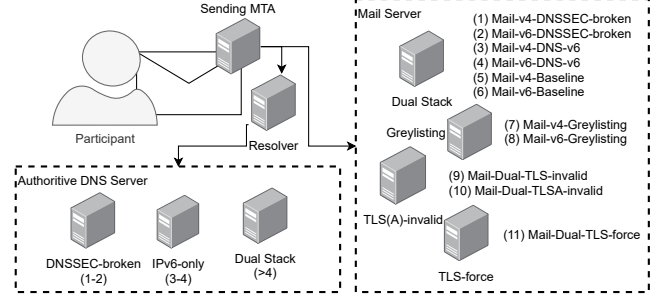 Sending MTA
Participant
Resolver
Authoritive DNS Server
DNSSEC-broken
(1-2)
IPv6-only
(3-4)
Dual Stack
(>4)
Mail Server
(1) Mail-v4-DNSSEC-broken
(2) Mail-v6-DNSSEC-broken
(3) Mail-v4-DNS-v6
(4) Mail-v6-DNS-v6
(5) Mail-v4-Baseline
(6) Mail-v6-Baseline
Dual Stack
Greylisting
(7) Mail-v4-Greylisting
(8) Mail-v6-Greylisting
(9) Mail-Dual-TLS-invalid
(10) Mail-Dual-TLSA-invalid
TLS(A)-invalid
(11) Mail-Dual-TLS-force
TLS-force